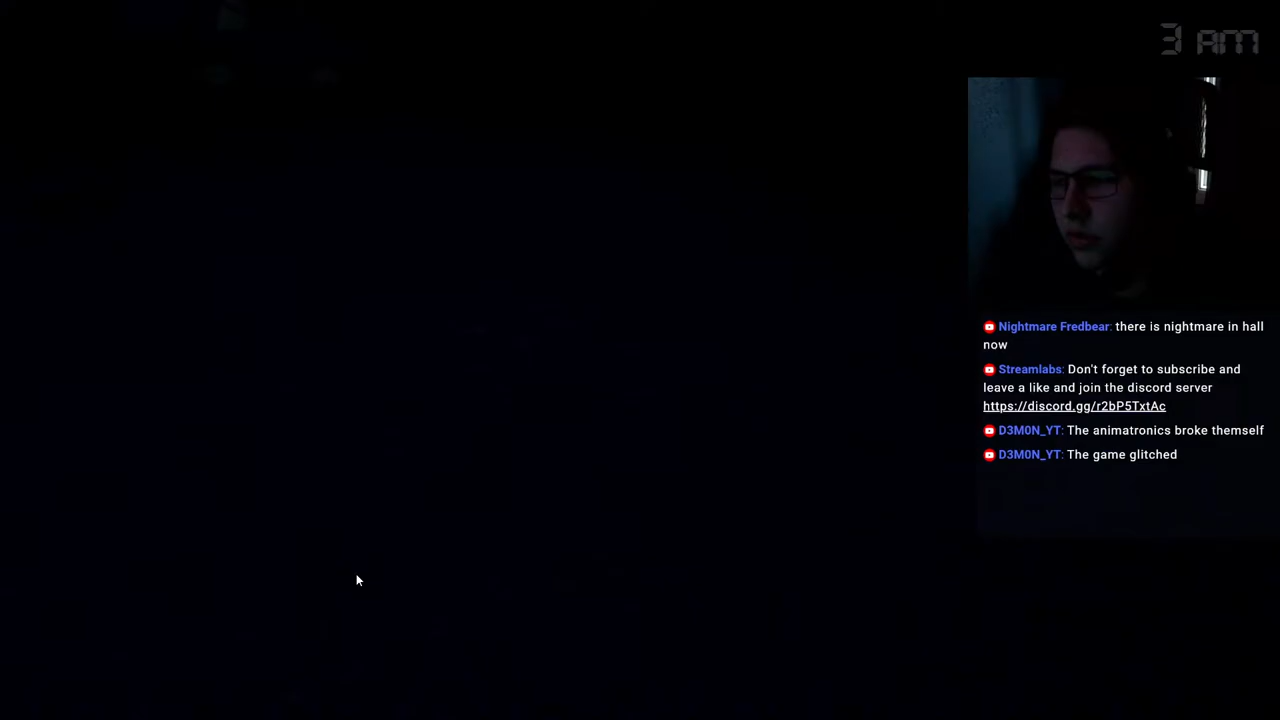 3 AM
Nightmare Fredbear: there is nightmare in hall
now
Streamlabs: Don't forget to subscribe and
leave a like and join the discord server
https://discord.gg/r2bP5TxtAc
D3M0N_YT: The animatronics broke themself
D3M0N_YT: The game glitched